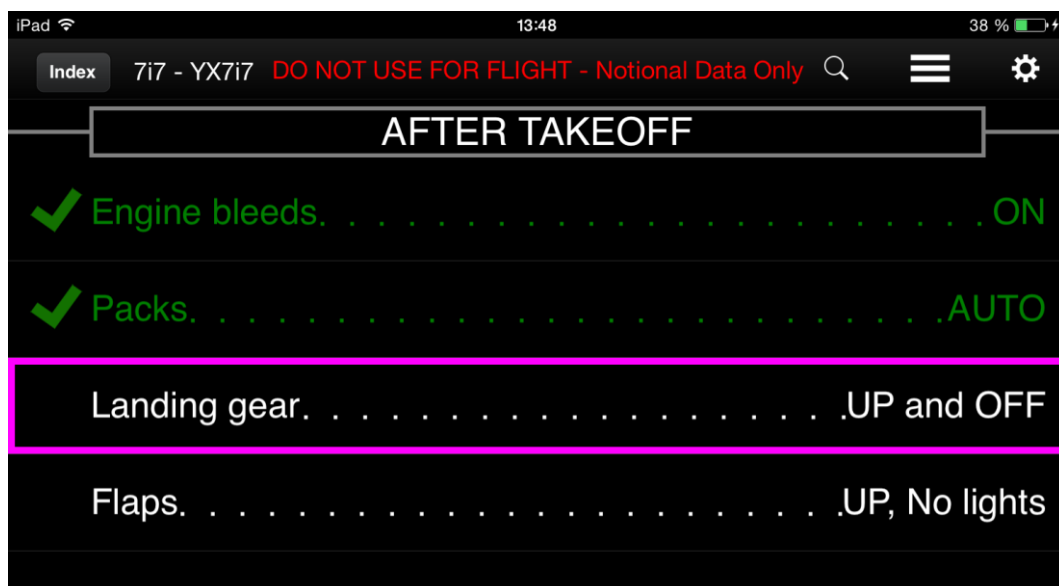 iPad 13:48 38 %
Index 7i7 - YX7i7 DO NOT USE FOR FLIGHT - Notional Data Only
AFTER TAKEOFF
Engine bleeds. . . . . . . . . . . . . . . . . . . . . . . ON
Packs. . . . . . . . . . . . . . . . . . . . . . . . . . .AUTO
Landing gear. . . . . . . . . . . . . . . . . . .UP and OFF
Flaps. . . . . . . . . . . . . . . . . . . . . . .UP, No lights